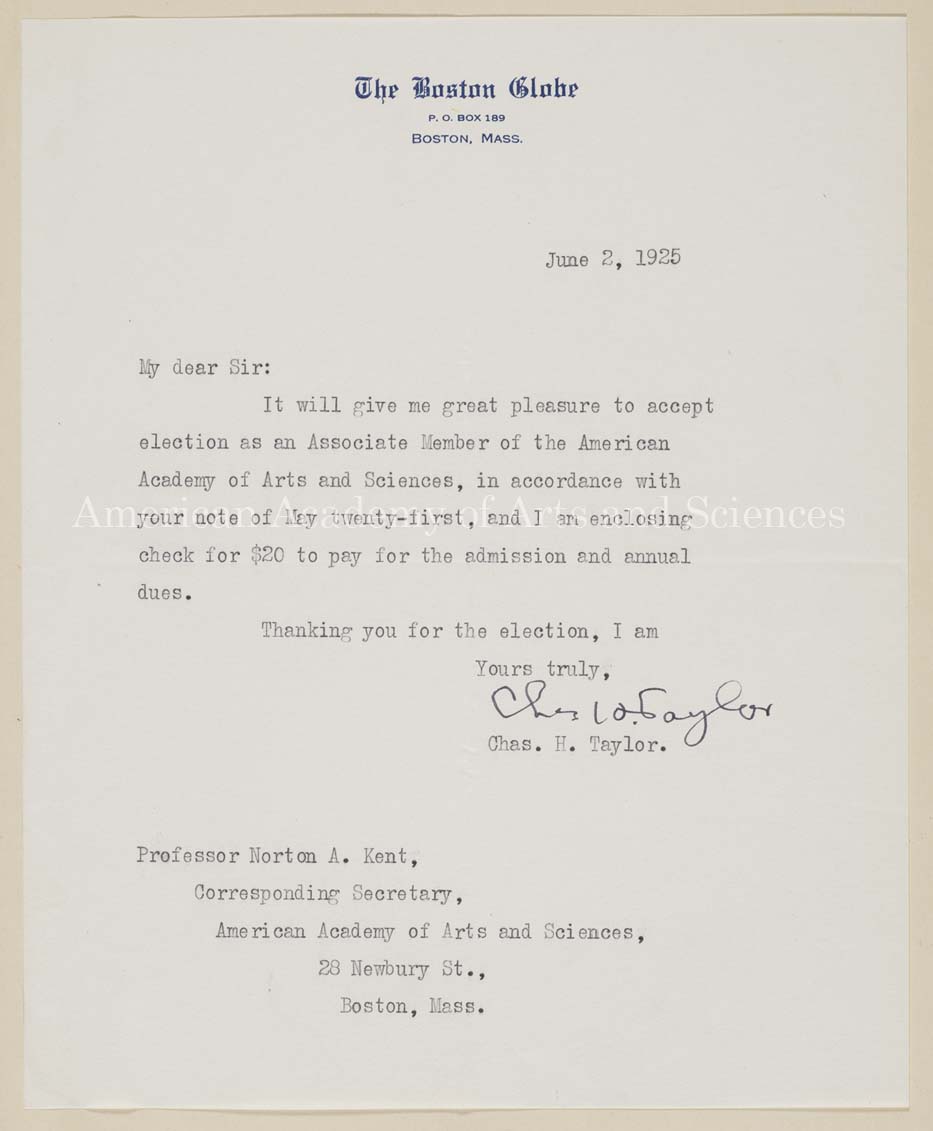 The Boston Globe
P. O. BOX 189
BOSTON, MASS.
June 2, 1925
My dear Sir:
It will give me great pleasure to accept
election as an Associate Member of the American
Academy of Arts and Sciences, in accordance with
your note of May twenty-first, and I am enclosing
American Academy of Arts and Sciences
check for $20 to pay for the admission and annual
dues.
Thanking you for the election, I am
Yours truly,
Chas H. Taylor
Chas. H. Taylor.
Professor Norton A. Kent,
Corresponding Secretary,
American Academy of Arts and Sciences,
28 Newbury St.,
Boston, Mass.